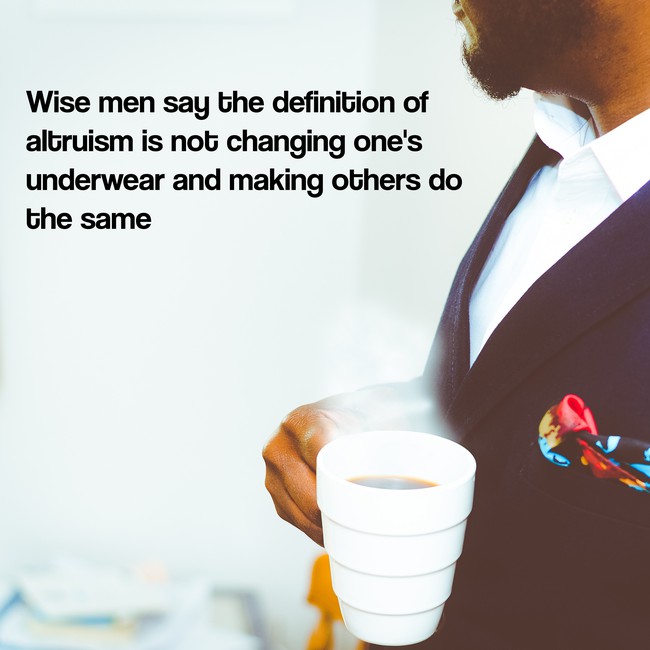 Wise men say the definition of
altruism is not changing one's
underwear and making others do
the same